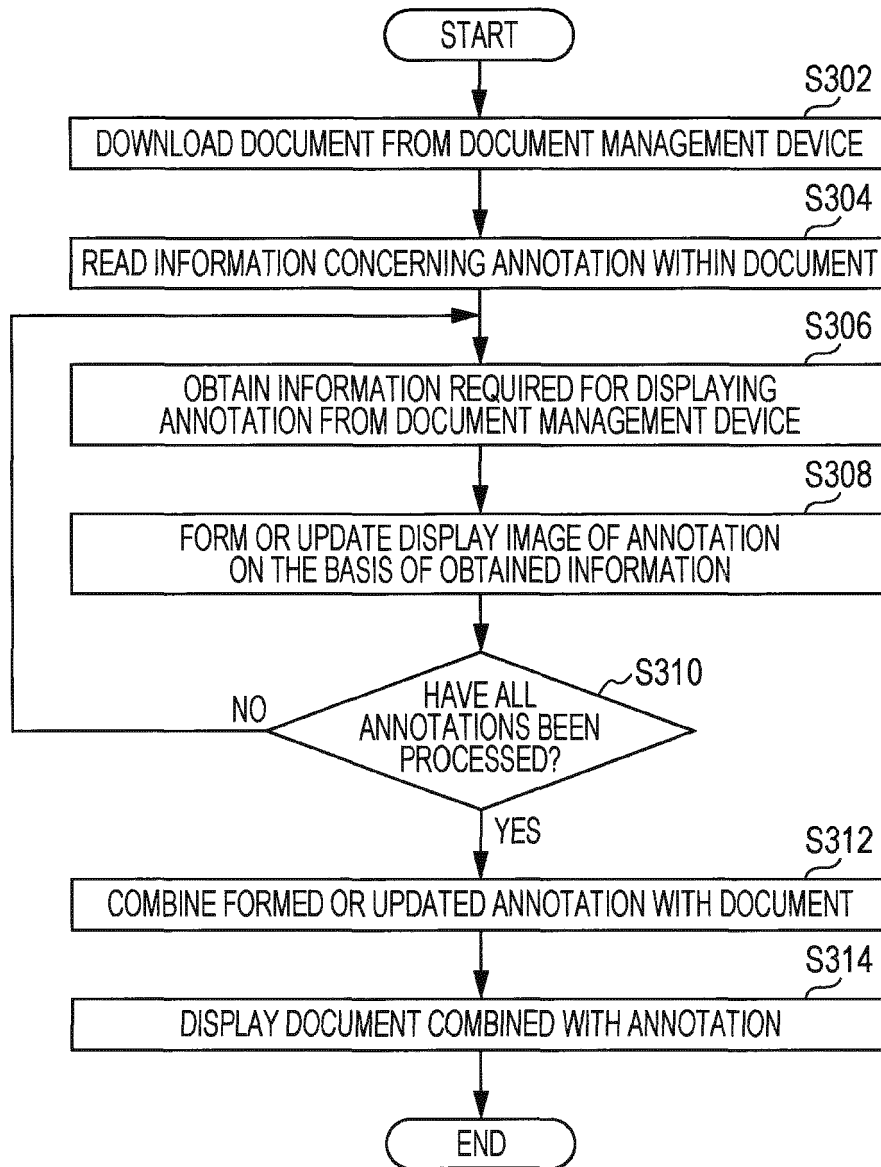 START
S302
DOWNLOAD DOCUMENT FROM DOCUMENT MANAGEMENT DEVICE
S304
READ INFORMATION CONCERNING ANNOTATION WITHIN DOCUMENT
S306
OBTAIN INFORMATION REQUIRED FOR DISPLAYING
ANNOTATION FROM DOCUMENT MANAGEMENT DEVICE
S308
FORM OR UPDATE DISPLAY IMAGE OF ANNOTATION
ON THE BASIS OF OBTAINED INFORMATION
S310
HAVE ALL
ANNOTATIONS BEEN
PROCESSED?
NO
YES
S312
COMBINE FORMED OR UPDATED ANNOTATION WITH DOCUMENT
S314
DISPLAY DOCUMENT COMBINED WITH ANNOTATION
END